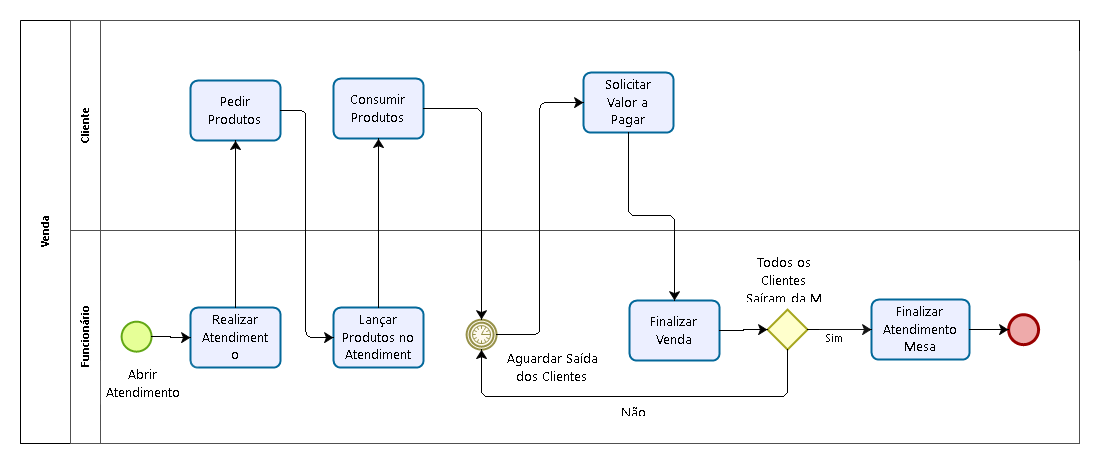 Venda
Cliente
Pedir
Produtos
Consumir
Produtos
Solicitar
Valor a
Pagar
Funcionário
Abrir
Atendimento
Realizar
Atendiment
o
Lançar
Produtos no
Atendiment
Aguardar Saída
dos Clientes
Finalizar
Venda
Todos os
Clientes
Saíram da M
Sim
Não
Finalizar
Atendimento
Mesa